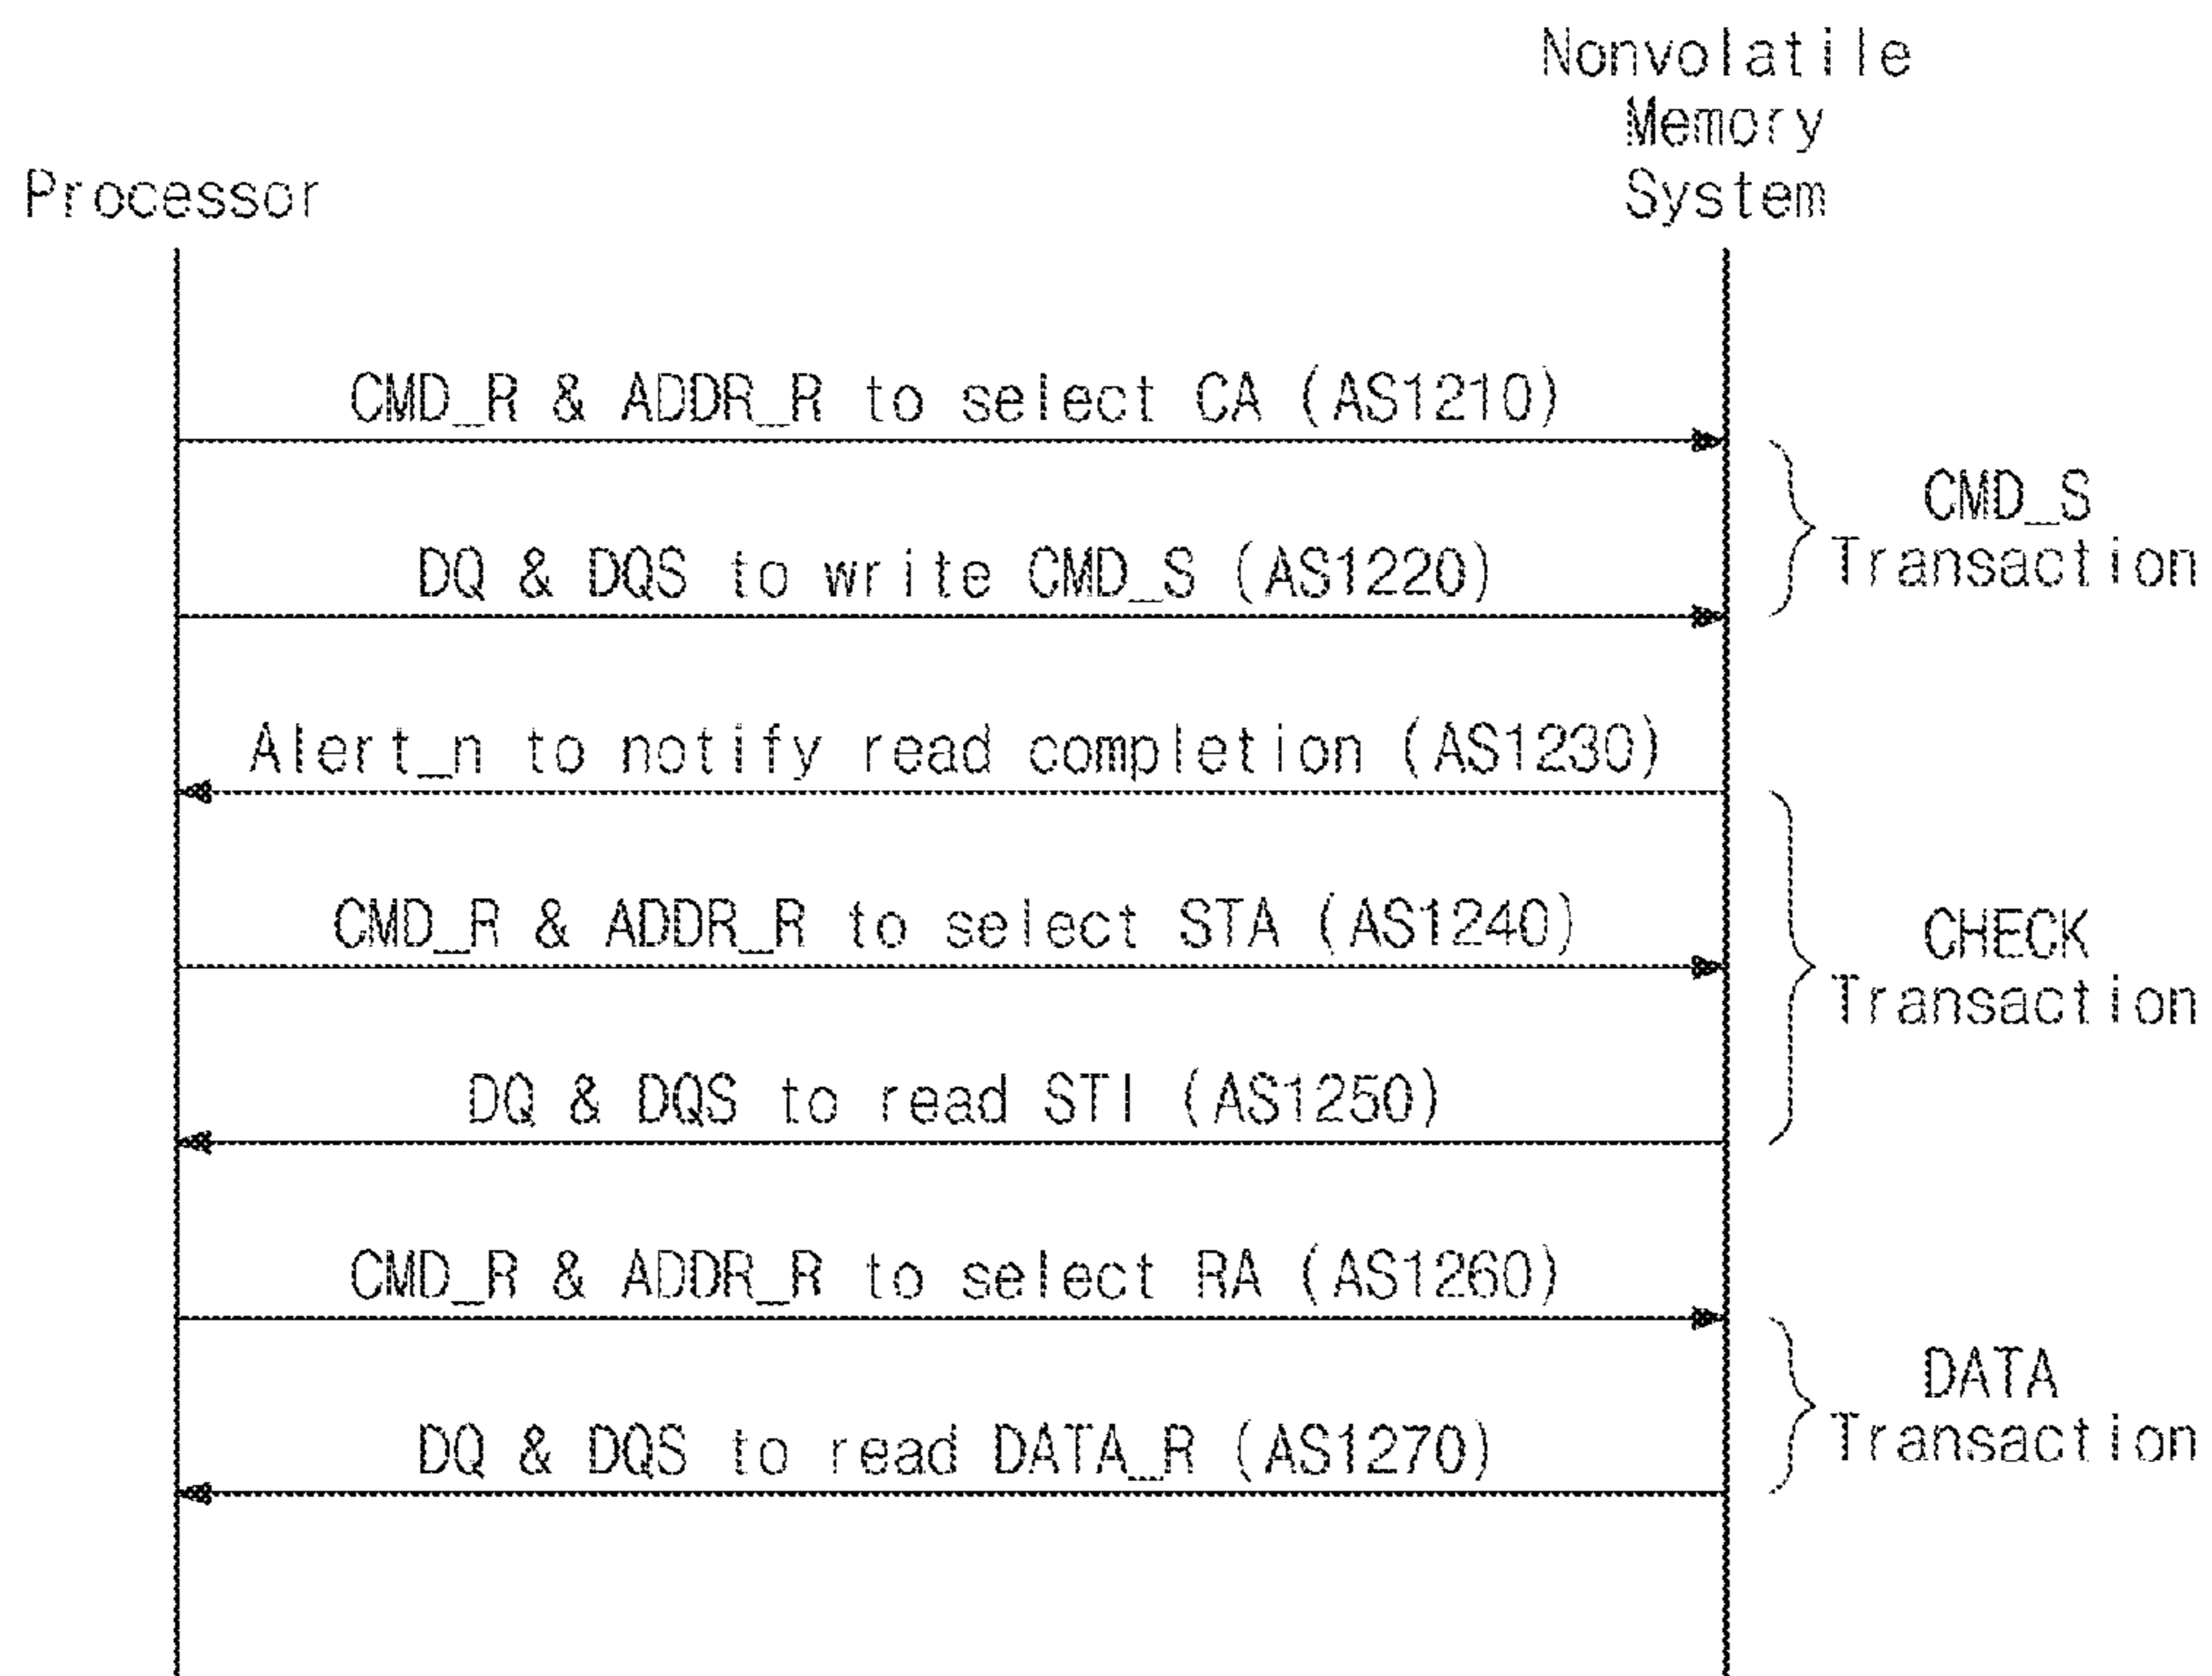 Nonvolatile
Memory
System
Processor
CMD_R & ADDR_R to select CA (AS1210)
CMD_S
Transaction
DQ & DQS to write CMD_S (AS1220)
Alert_n to notify read completion (AS1230)
CMD_R & ADDR_R to select STA (AS1240)
CHECK
Transaction
DQ & DQS to read STI (AS1250)
CMD_R & ADDR_R to select RA (AS1260)
DATA
Transaction
DQ & DQS to read DATA_R (AS1270)